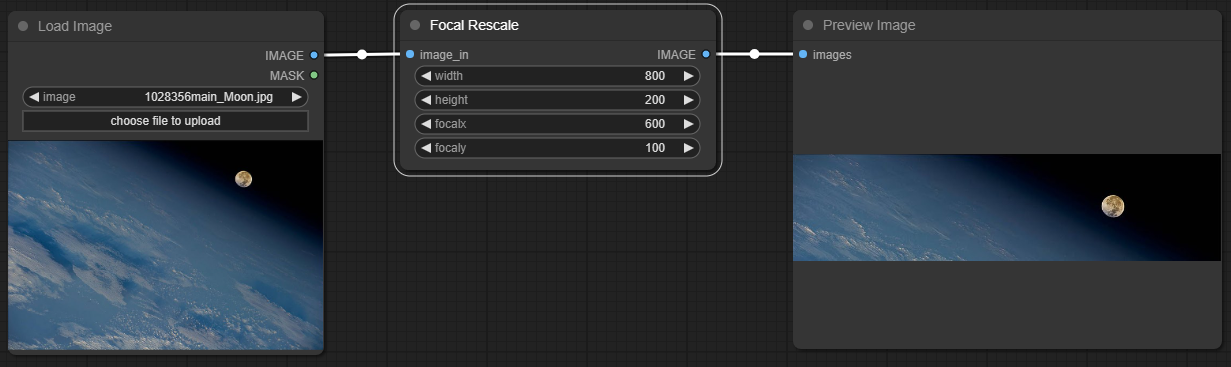 Load Image
IMAGE
MASK
image 1028356main_Moon.jpg
choose file to upload
Focal Rescale
image_in IMAGE
width 800
height 200
focalx 600
focaly 100
Preview Image
images